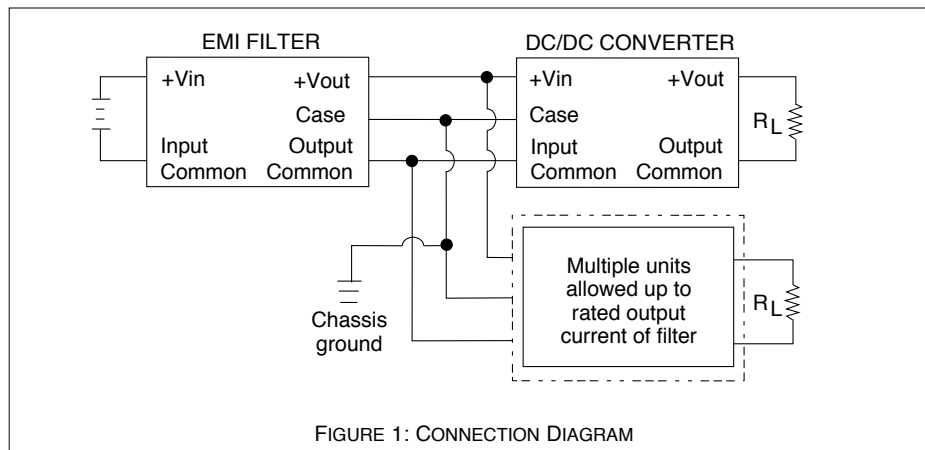 EMI FILTER
+Vin
+Vout
Case
Input
Common
Output
Common
DC/DC CONVERTER
+Vin
+Vout
Case
Input
Common
Output
Common
RL
Chassis
ground
Multiple units
allowed up to
rated output
current of filter
RL
FIGURE 1: CONNECTION DIAGRAM